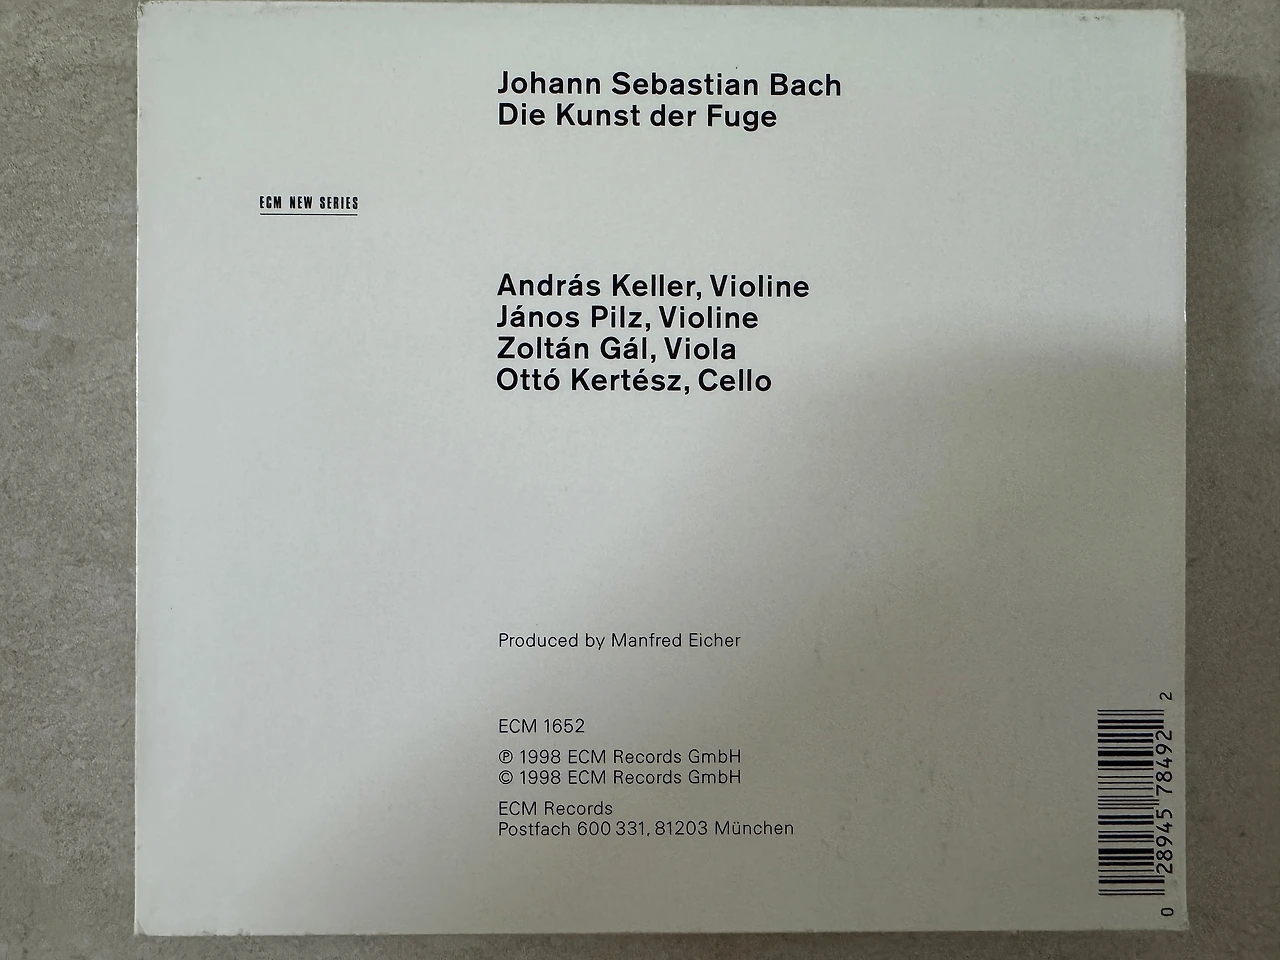 Johann Sebastian Bach
Die Kunst der Fuge
ECM NEW SERIES
András Keller, Violine
János Pilz, Violine
Zoltán Gál, Viola
Ottó Kertész, Cello
Produced by Manfred Eicher
ECM 1652
℗ 1998 ECM Records GmbH
© 1998 ECM Records GmbH
ECM Records
Postfach 600 331, 81203 München
0 28945 78492 2